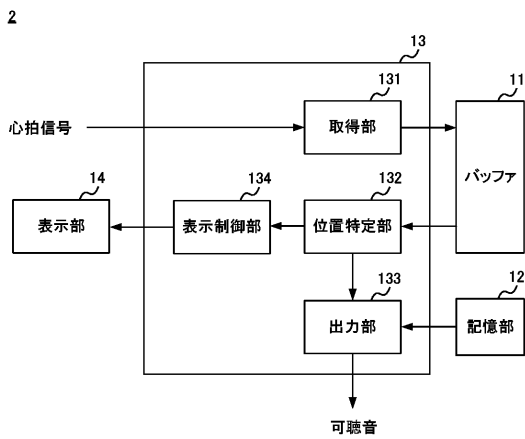 2
13
131
11
心拍信号
取得部
バッファ
14
134
132
表示部
表示制御部
位置特定部
133
12
出力部
記憶部
可聴音